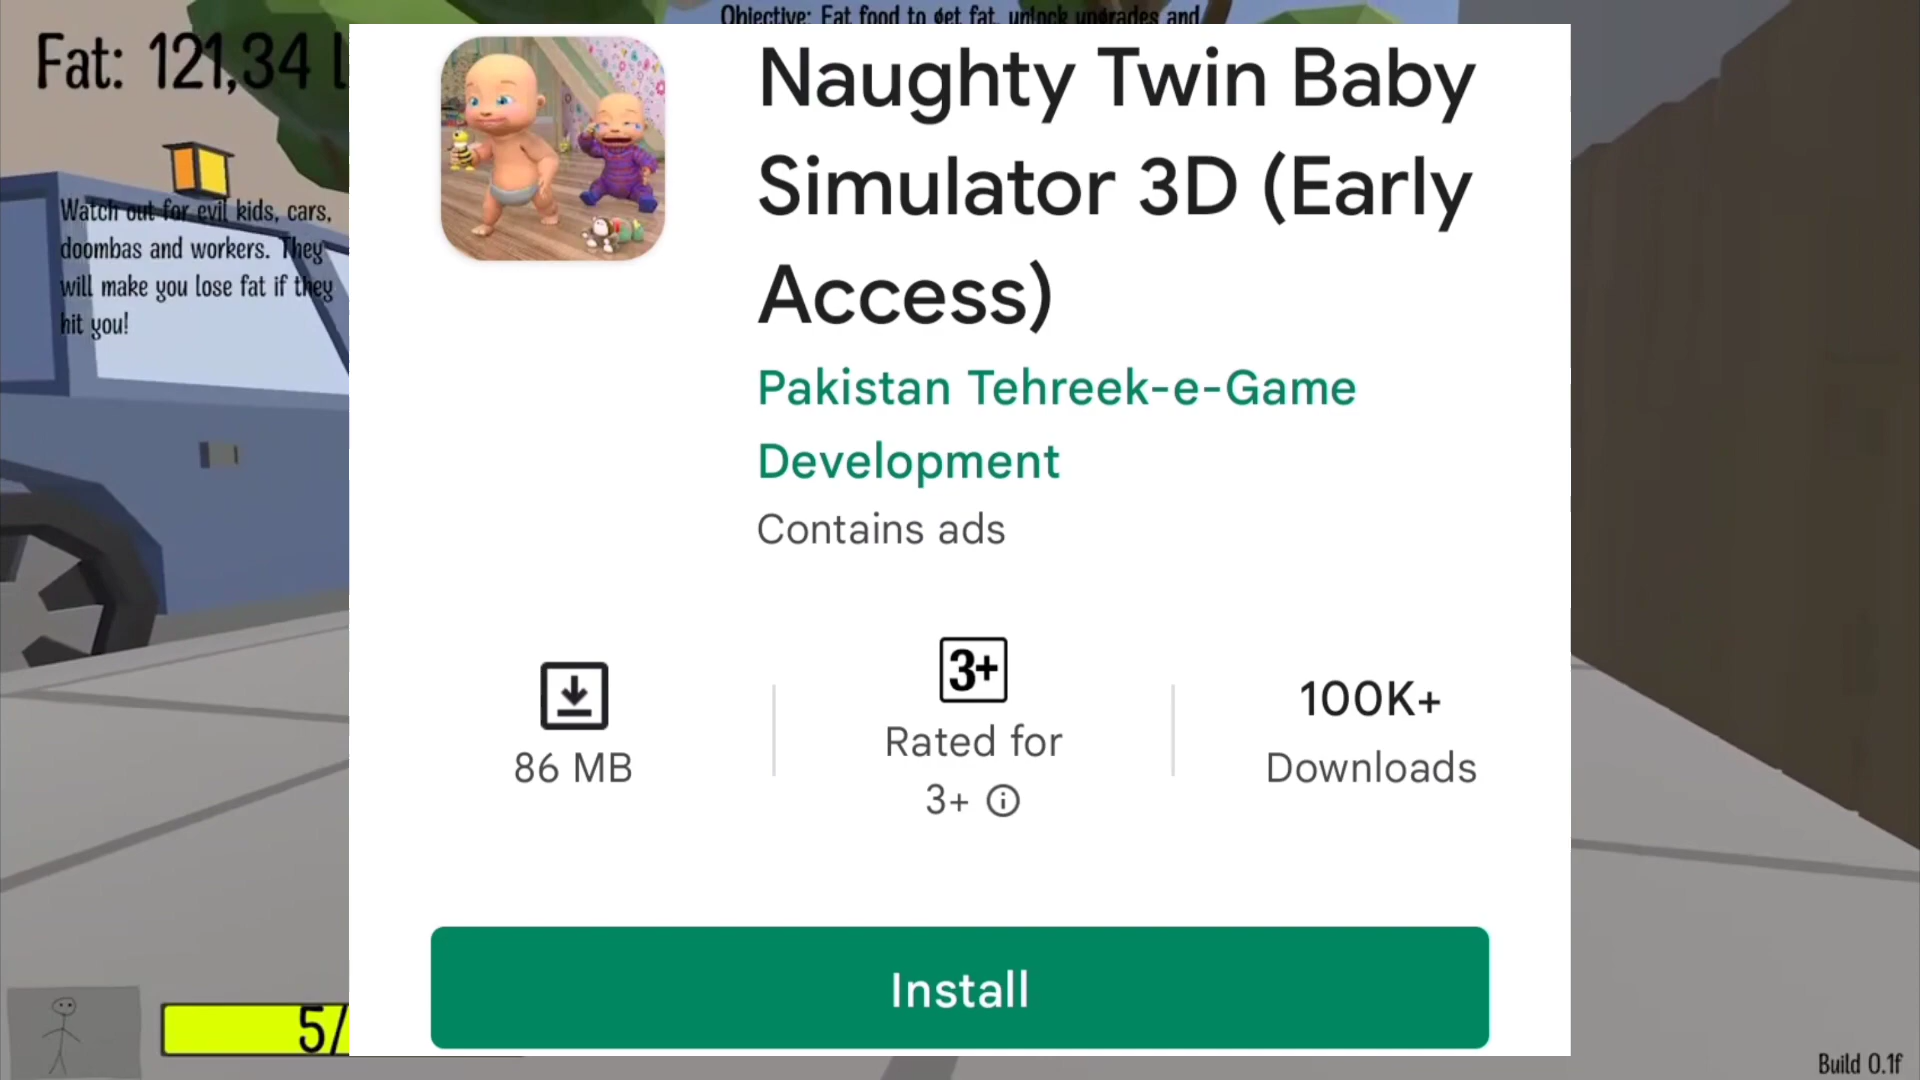 Objective: Eat food to get fat, unlock upgrades and
Fat: 121,34
Watch out for evil kids, cars,
doombas and workers. They
will make you lose fat if they
hit you!
Naughty Twin Baby
Simulator 3D (Early
Access)
Pakistan Tehreek-e-Game
Development
Contains ads
3+
86 MB
Rated for
3+
100K+
Downloads
Install
5/
Build 0.1f